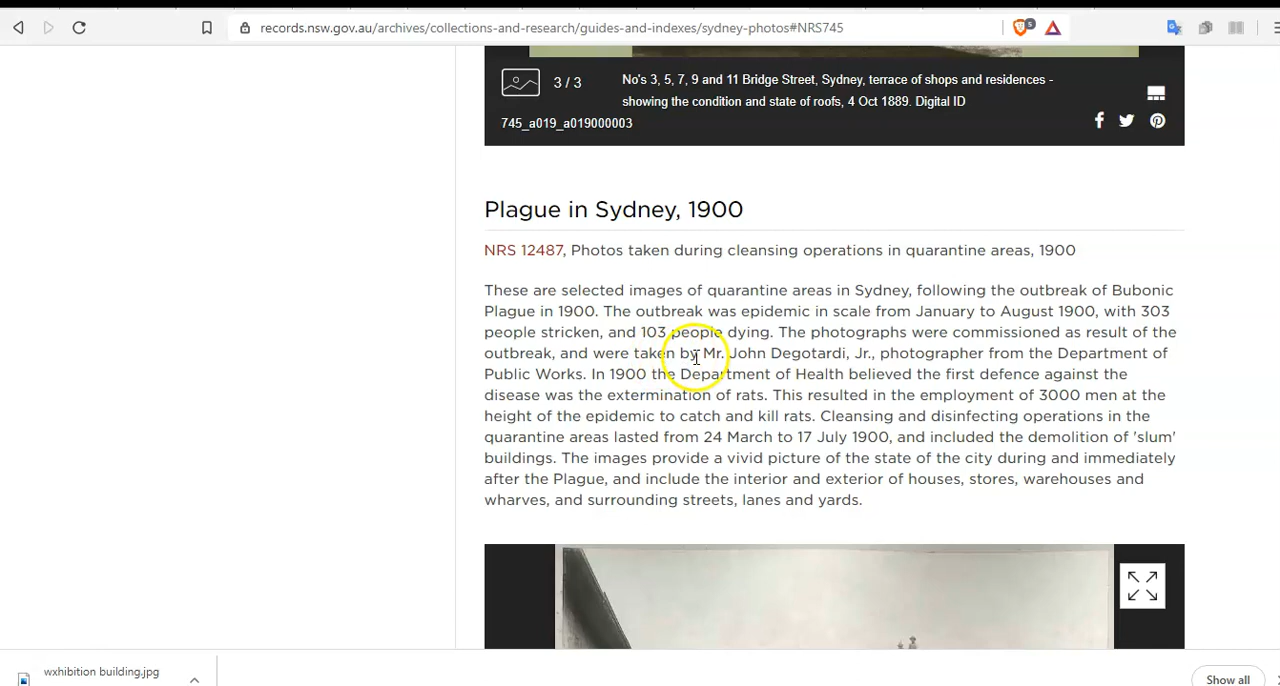 records.nsw.gov.au/archives/collections-and-research/guides-and-indexes/sydney-photos#NRS745
5
3 / 3
No's 3, 5, 7, 9 and 11 Bridge Street, Sydney, terrace of shops and residences -
showing the condition and state of roofs, 4 Oct 1889. Digital ID
745_a019_a019000003
Plague in Sydney, 1900
NRS 12487, Photos taken during cleansing operations in quarantine areas, 1900
These are selected images of quarantine areas in Sydney, following the outbreak of Bubonic
Plague in 1900. The outbreak was epidemic in scale from January to August 1900, with 303
people stricken, and 103 people dying. The photographs were commissioned as result of the
outbreak, and were taken by Mr. John Degotardi, Jr., photographer from the Department of
Public Works. In 1900 the Department of Health believed the first defence against the
disease was the extermination of rats. This resulted in the employment of 3000 men at the
height of the epidemic to catch and kill rats. Cleansing and disinfecting operations in the
quarantine areas lasted from 24 March to 17 July 1900, and included the demolition of 'slum'
buildings. The images provide a vivid picture of the state of the city during and immediately
after the Plague, and include the interior and exterior of houses, stores, warehouses and
wharves, and surrounding streets, lanes and yards.
wxhibition building.jpg
Show all